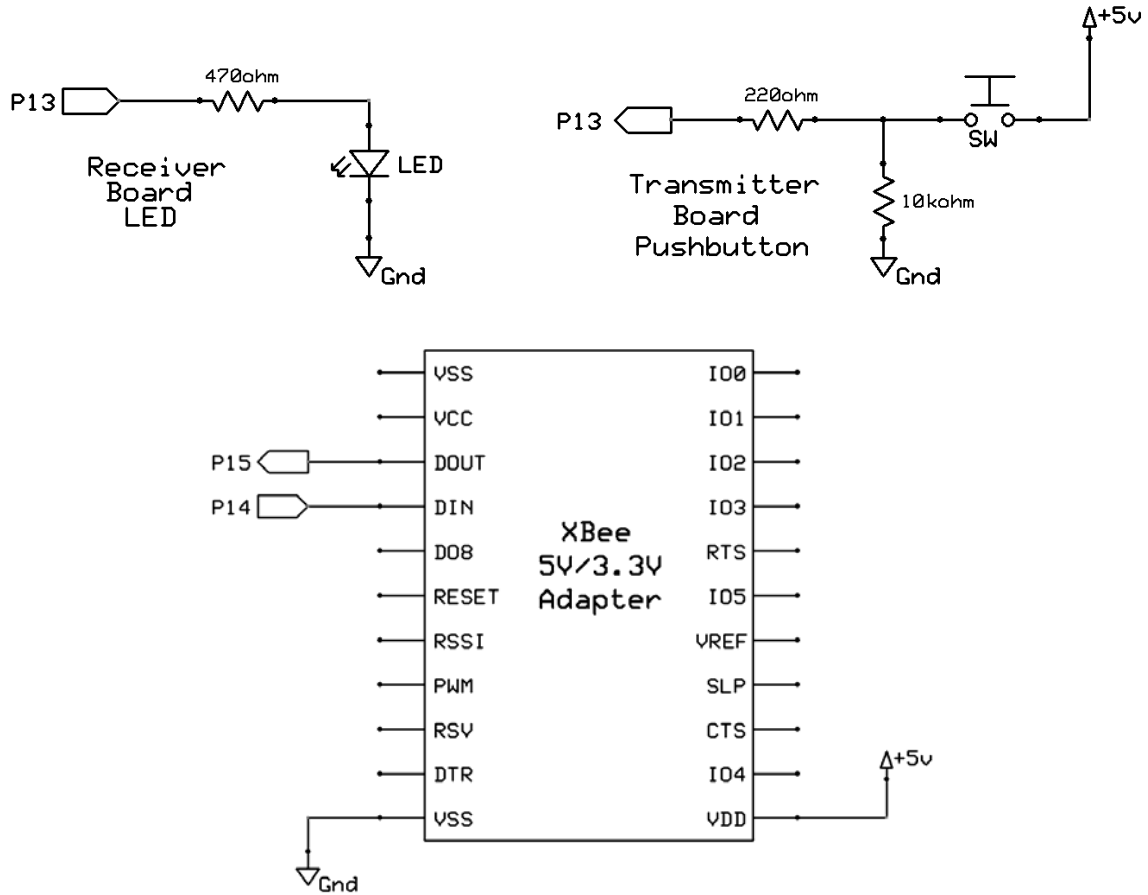 +5v
470ohm
P13
LED
Receiver
Board
LED
Gnd
220ohm
P13
SW
10kohm
Transmitter
Board
Pushbutton
Gnd
VSS
VCC
DOUT
DIN
DO8
RESET
RSSI
PWM
RSV
DTR
VSS
P15
P14
XBee
5V/3.3V
Adapter
IO0
IO1
IO2
IO3
RTS
IO5
VREF
SLP
CTS
IO4
VDD
+5v
Gnd